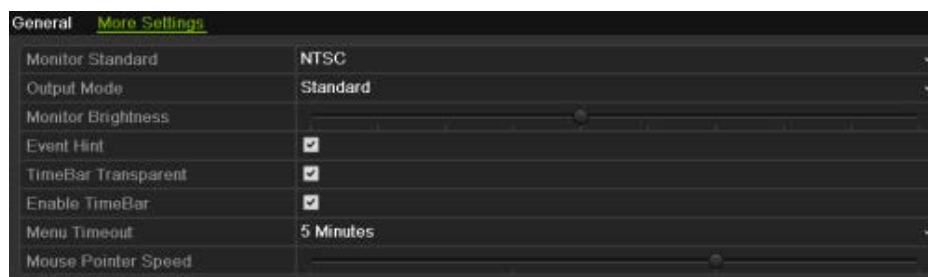 General More Settings
Monitor Standard NTSC
Output Mode Standard
Monitor Brightness
Event Hint
TimeBar Transparent
Enable TimeBar
Menu Timeout 5 Minutes
Mouse Pointer Speed